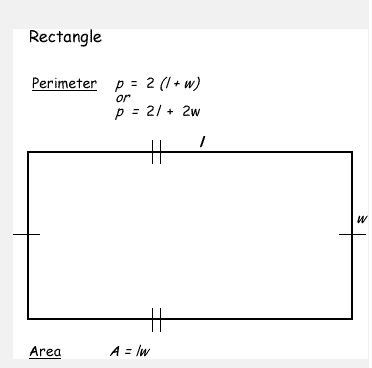 Rectangle
Perimeter p = 2 (l + w)
or
p = 2l + 2w
l
w
Area A = lw